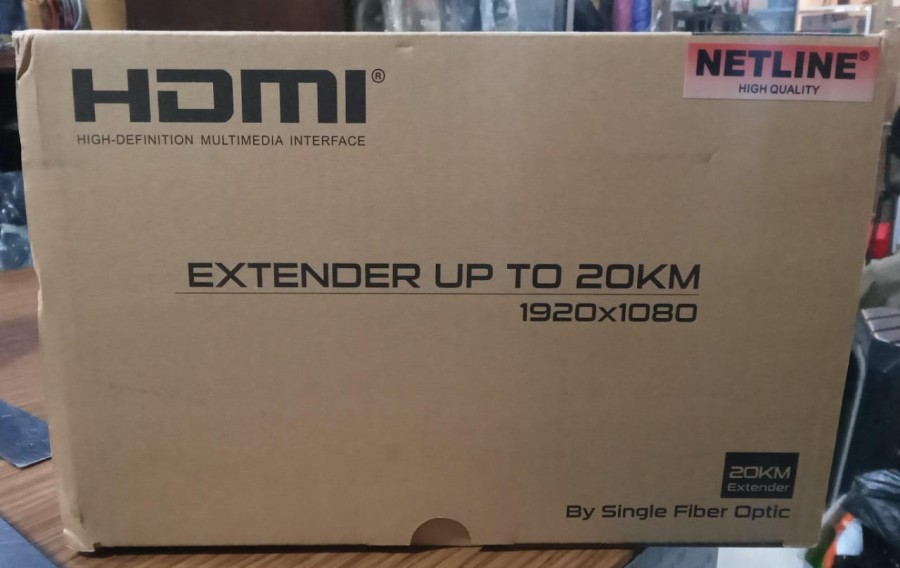 HDMI®
HIGH-DEFINITION MULTIMEDIA INTERFACE
NETLINE®
HIGH QUALITY
EXTENDER UP TO 20KM
1920x1080
20KM
Extender
By Single Fiber Optic